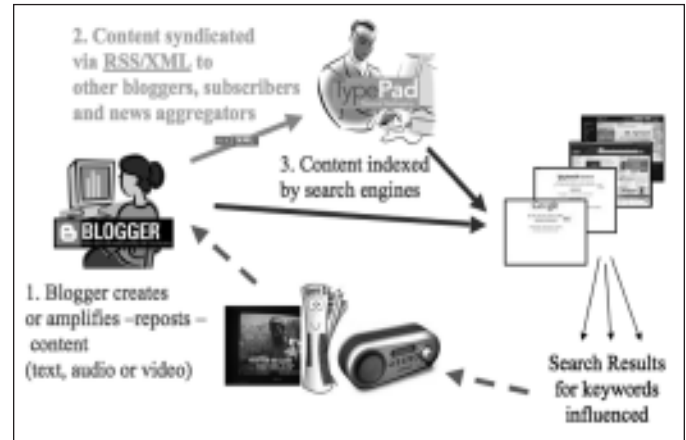 2. Content syndicated
via RSS/XML to
other bloggers, subscribers
and news aggregators
TypePad
3. Content indexed
by search engines
BLOGGER
Google
1. Blogger creates
or amplifies –reposts –
content
(text, audio or video)
Search Results
for keywords
influenced